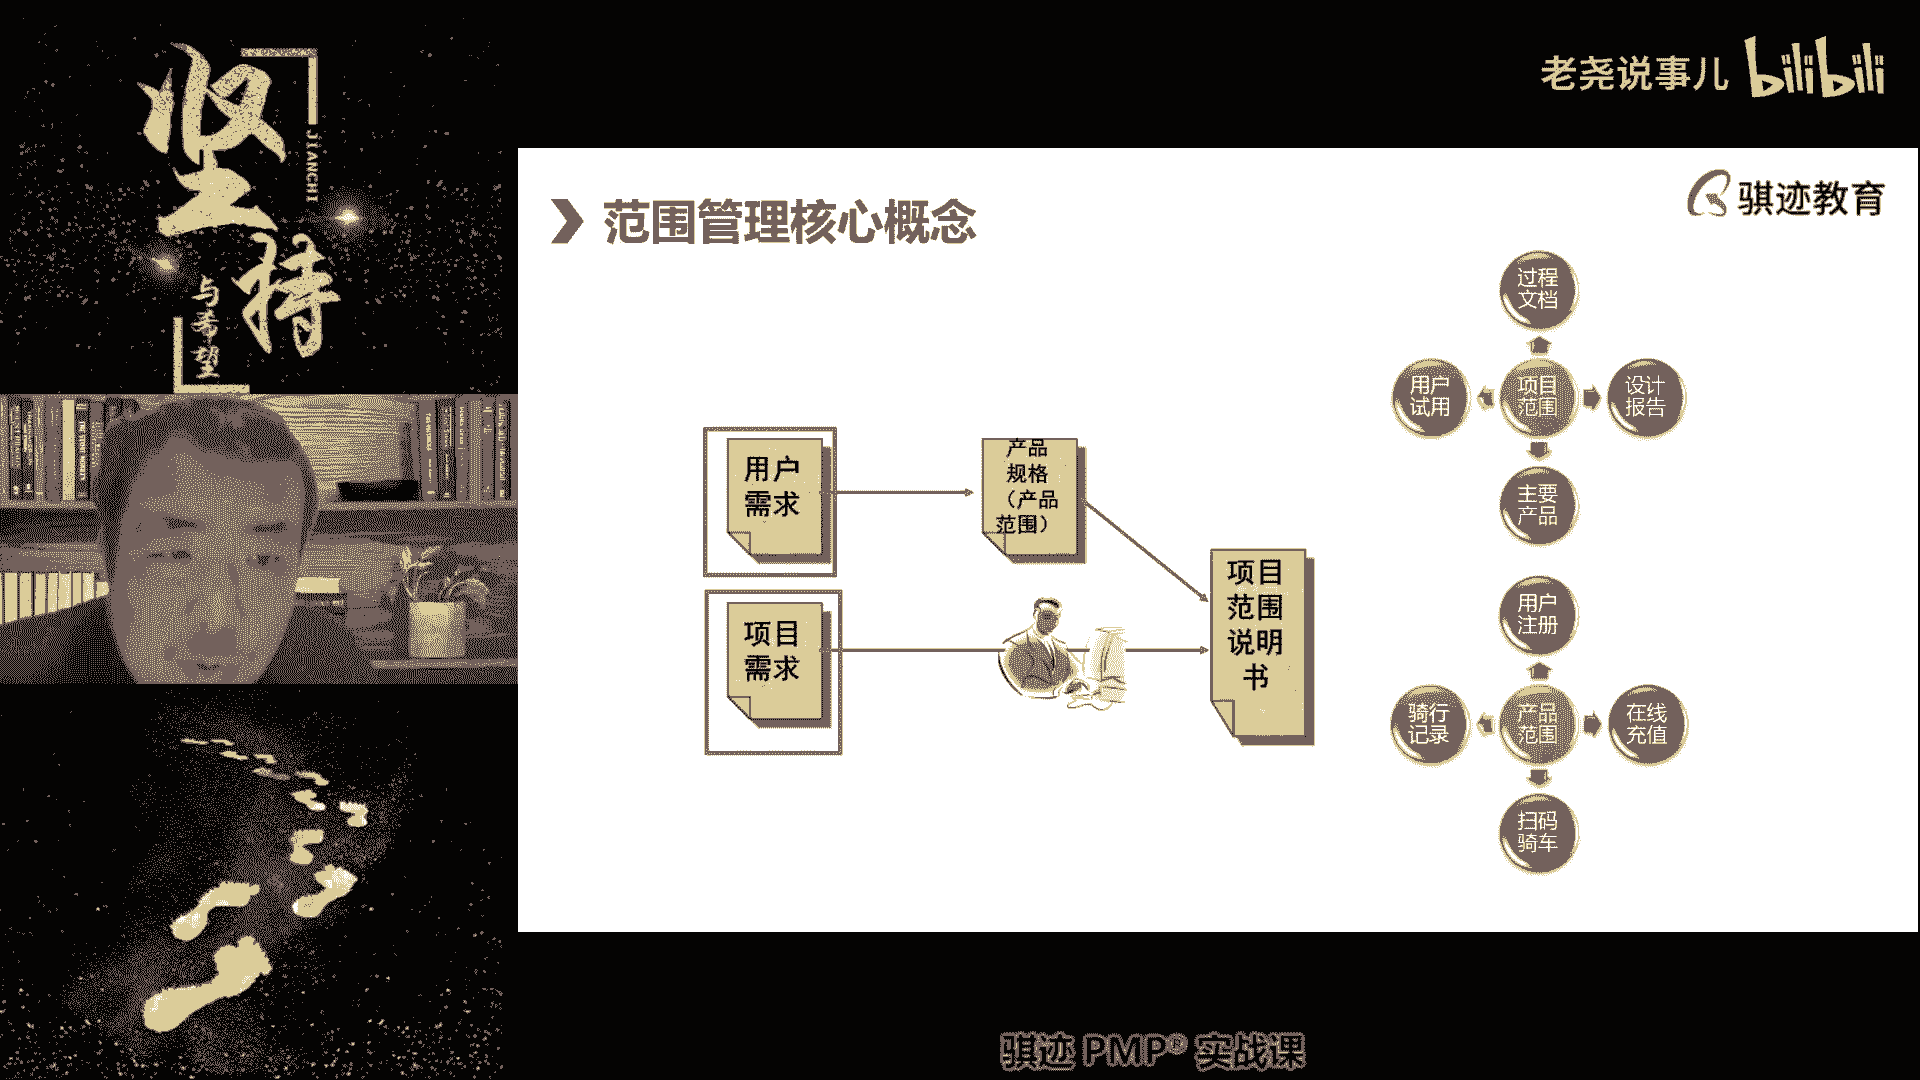 坚持
JIANCHI
与希望
老尧说事儿 bilibili
骐迹教育
范围管理核心概念
用户
需求
产品
规格
（产品
范围）
项目
需求
项目
范围
说明
书
过程
文档
用户
试用
项目
范围
设计
报告
主要
产品
用户
注册
骑行
记录
产品
范围
在线
充值
扫码
骑车
骐迹 PMP® 实战课